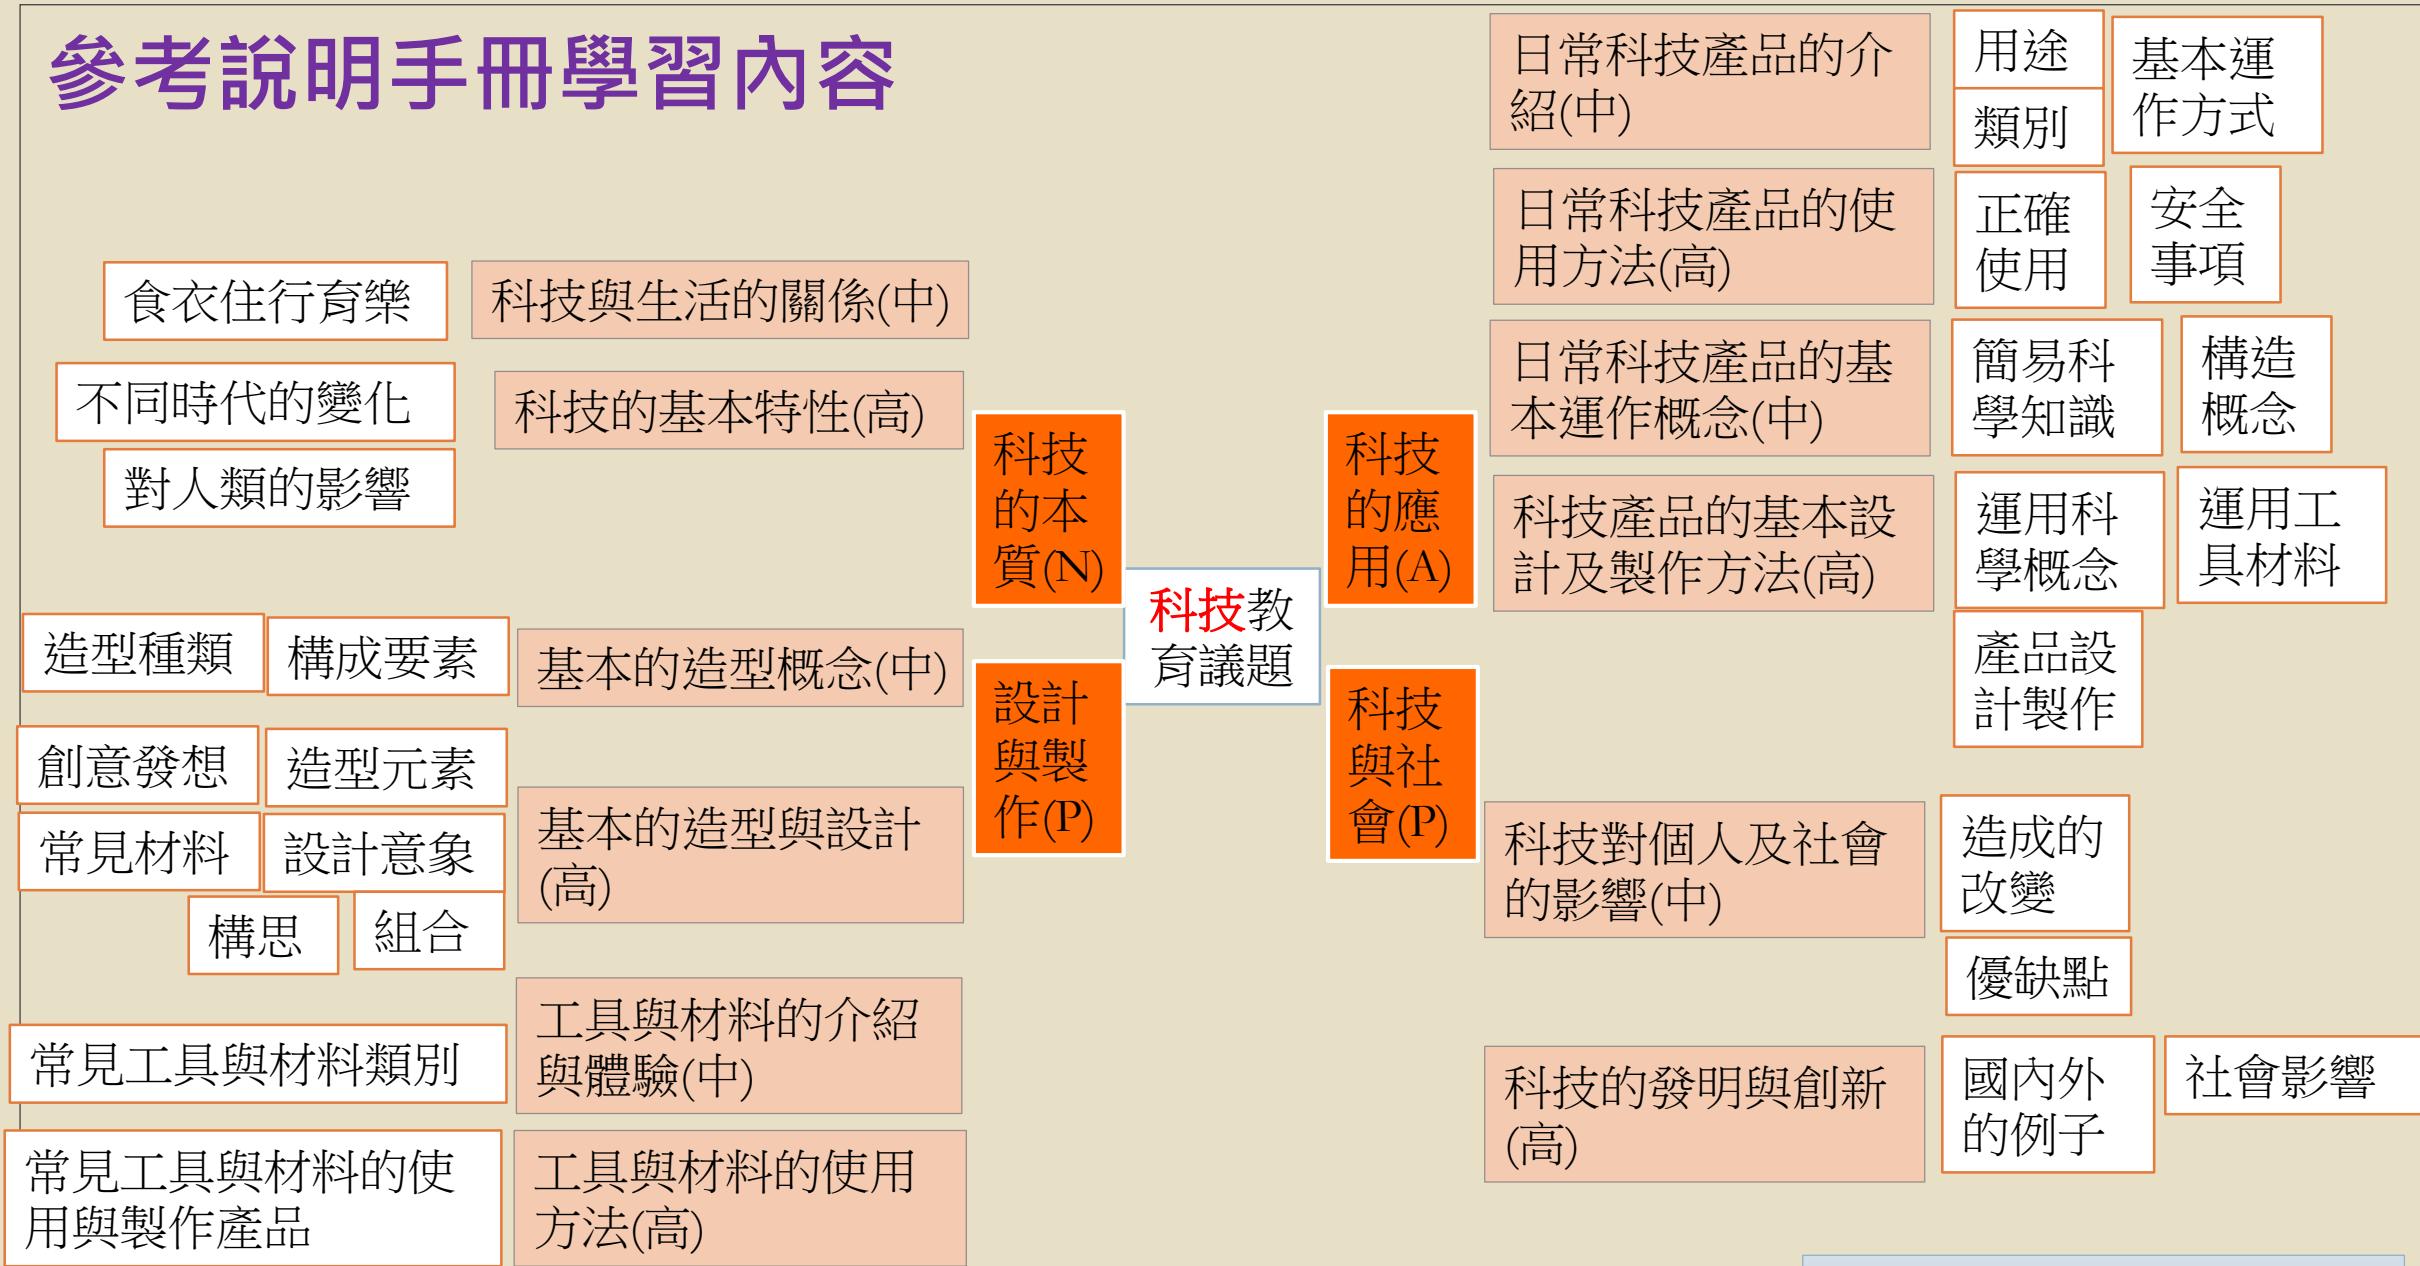 參考說明手冊學習內容
食衣住行育樂
科技與生活的關係(中)
不同時代的變化
科技的基本特性(高)
對人類的影響
科技
的本
質(N)
造型種類
構成要素
基本的造型概念(中)
創意發想
造型元素
常見材料
設計意象
構思
組合
基本的造型與設計
(高)
設計
與製
作(P)
常見工具與材料類別
工具與材料的介紹
與體驗(中)
常見工具與材料的使
用與製作產品
工具與材料的使用
方法(高)
科技教
育議題
科技
的應
用(A)
日常科技產品的介
紹(中)
用途
類別
基本運
作方式
日常科技產品的使
用方法(高)
正確
使用
安全
事項
日常科技產品的基
本運作概念(中)
簡易科
學知識
構造
概念
科技產品的基本設
計及製作方法(高)
運用科
學概念
運用工
具材料
產品設
計製作
科技
與社
會(P)
科技對個人及社會
的影響(中)
造成的
改變
優缺點
科技的發明與創新
(高)
國內外
的例子
社會影響